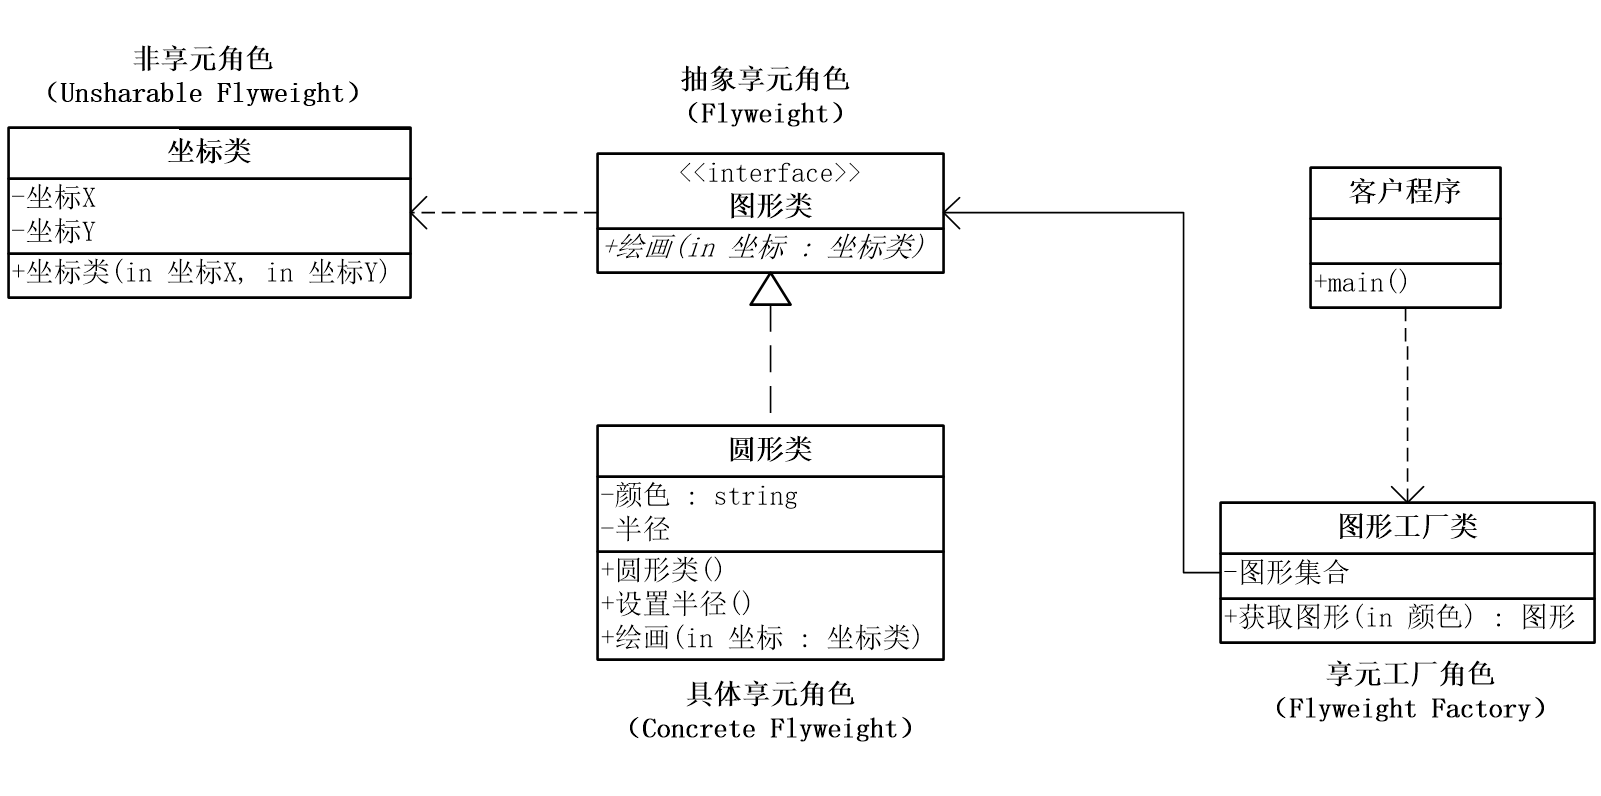 非享元角色
（Unsharable Flyweight）
坐标类
-坐标X
-坐标Y
+坐标类(in 坐标X, in 坐标Y)
抽象享元角色
（Flyweight）
<<interface>>
图形类
+绘画(in 坐标 : 坐标类)
圆形类
-颜色 : string
-半径
+圆形类()
+设置半径()
+绘画(in 坐标 : 坐标类)
具体享元角色
（Concrete Flyweight）
客户程序
+main()
图形工厂类
-图形集合
+获取图形(in 颜色) : 图形
享元工厂角色
（Flyweight Factory）